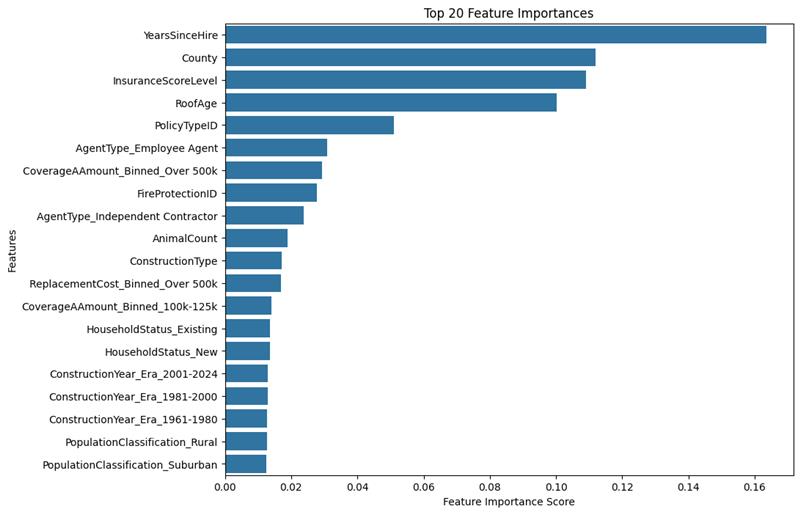 Top 20 Feature Importances
YearsSinceHire
County
InsuranceScoreLevel
RoofAge
PolicyTypeID
AgentType_Employee Agent
CoverageAAmount_Binned_Over 500k
FireProtectionID
AgentType_Independent Contractor
AnimalCount
ConstructionType
ReplacementCost_Binned_Over 500k
CoverageAAmount_Binned_100k-125k
HouseholdStatus_Existing
HouseholdStatus_New
ConstructionYear_Era_2001-2024
ConstructionYear_Era_1981-2000
ConstructionYear_Era_1961-1980
PopulationClassification_Rural
PopulationClassification_Suburban
Features
0.00 0.02 0.04 0.06 0.08 0.10 0.12 0.14 0.16
Feature Importance Score